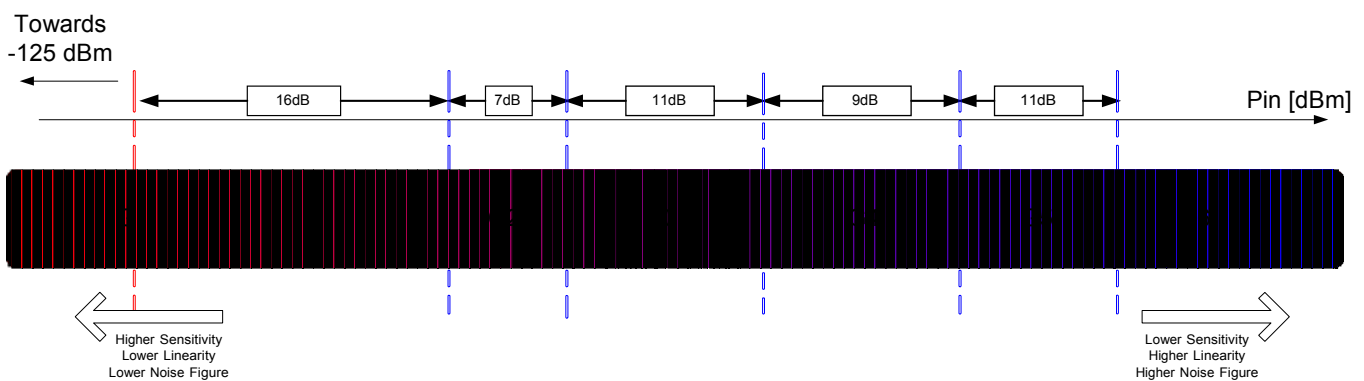 Towards
-125 dBm
16dB
7dB
11dB
9dB
11dB
Pin [dBm]
Higher Sensitivity
Lower Linearity
Lower Noise Figure
Lower Sensitivity
Higher Linearity
Higher Noise Figure